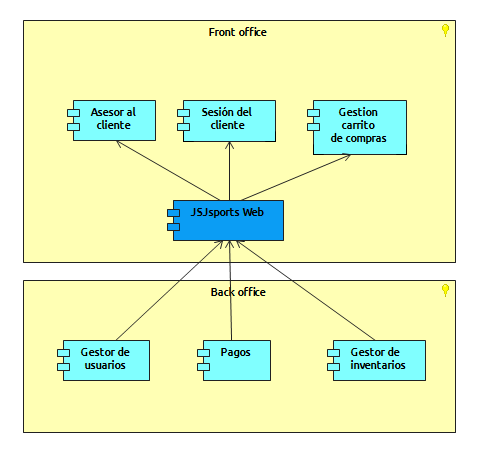 Front office
Asesor al
cliente
Sesión del
cliente
Gestion
carrito
de compras
JSJsports Web
Back office
Gestor de
usuarios
Pagos
Gestor de
inventarios